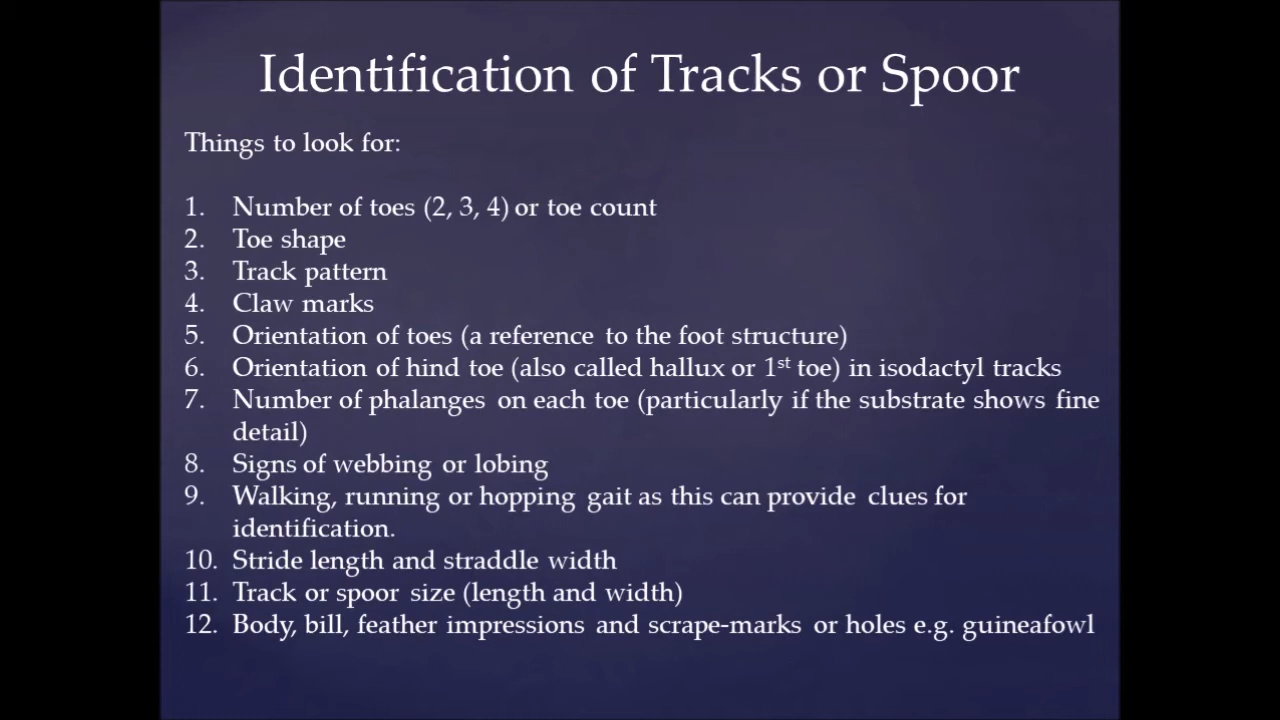 Identification of Tracks or Spoor
Things to look for:
1. Number of toes (2, 3, 4) or toe count
2. Toe shape
3. Track pattern
4. Claw marks
5. Orientation of toes (a reference to the foot structure)
6. Orientation of hind toe (also called hallux or 1st toe) in isodactyl tracks
7. Number of phalanges on each toe (particularly if the substrate shows fine
detail)
8. Signs of webbing or lobing
9. Walking, running or hopping gait as this can provide clues for
identification.
10. Stride length and straddle width
11. Track or spoor size (length and width)
12. Body, bill, feather impressions and scrape-marks or holes e.g. guineafowl